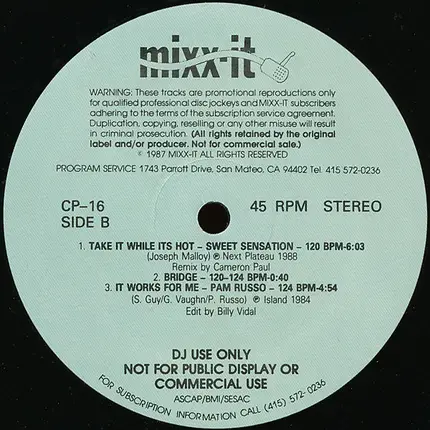 mixx-it
WARNING: These tracks are promotional reproductions only
for qualified professional disc jockeys and MIXX-IT subscribers
adhering to the terms of the subscription service agreement.
Duplication, copying, reselling or any other misuse will result
in criminal prosecution. (All rights retained by the original
label and/or producer. Not for commercial sale.)
© 1987 MIXX-IT ALL RIGHTS RESERVED
PROGRAM SERVICE 1743 Parrott Drive, San Mateo, CA 94402 Tel. 415 572-0236
CP-16 45 RPM STEREO
SIDE B
1. TAKE IT WHILE ITS HOT – SWEET SENSATION – 120 BPM-6:03
(Joseph Malloy) ℗ Next Plateau 1988
Remix by Cameron Paul
2. BRIDGE – 120-124 BPM-0:40
3. IT WORKS FOR ME – PAM RUSSO – 124 BPM-4:54
(S. Guy/G. Vaughn/P. Russo) ℗ Island 1984
Edit by Billy Vidal
DJ USE ONLY
NOT FOR PUBLIC DISPLAY OR
COMMERCIAL USE
ASCAP/BMI/SESAC
FOR SUBSCRIPTION INFORMATION CALL (415) 572-0236